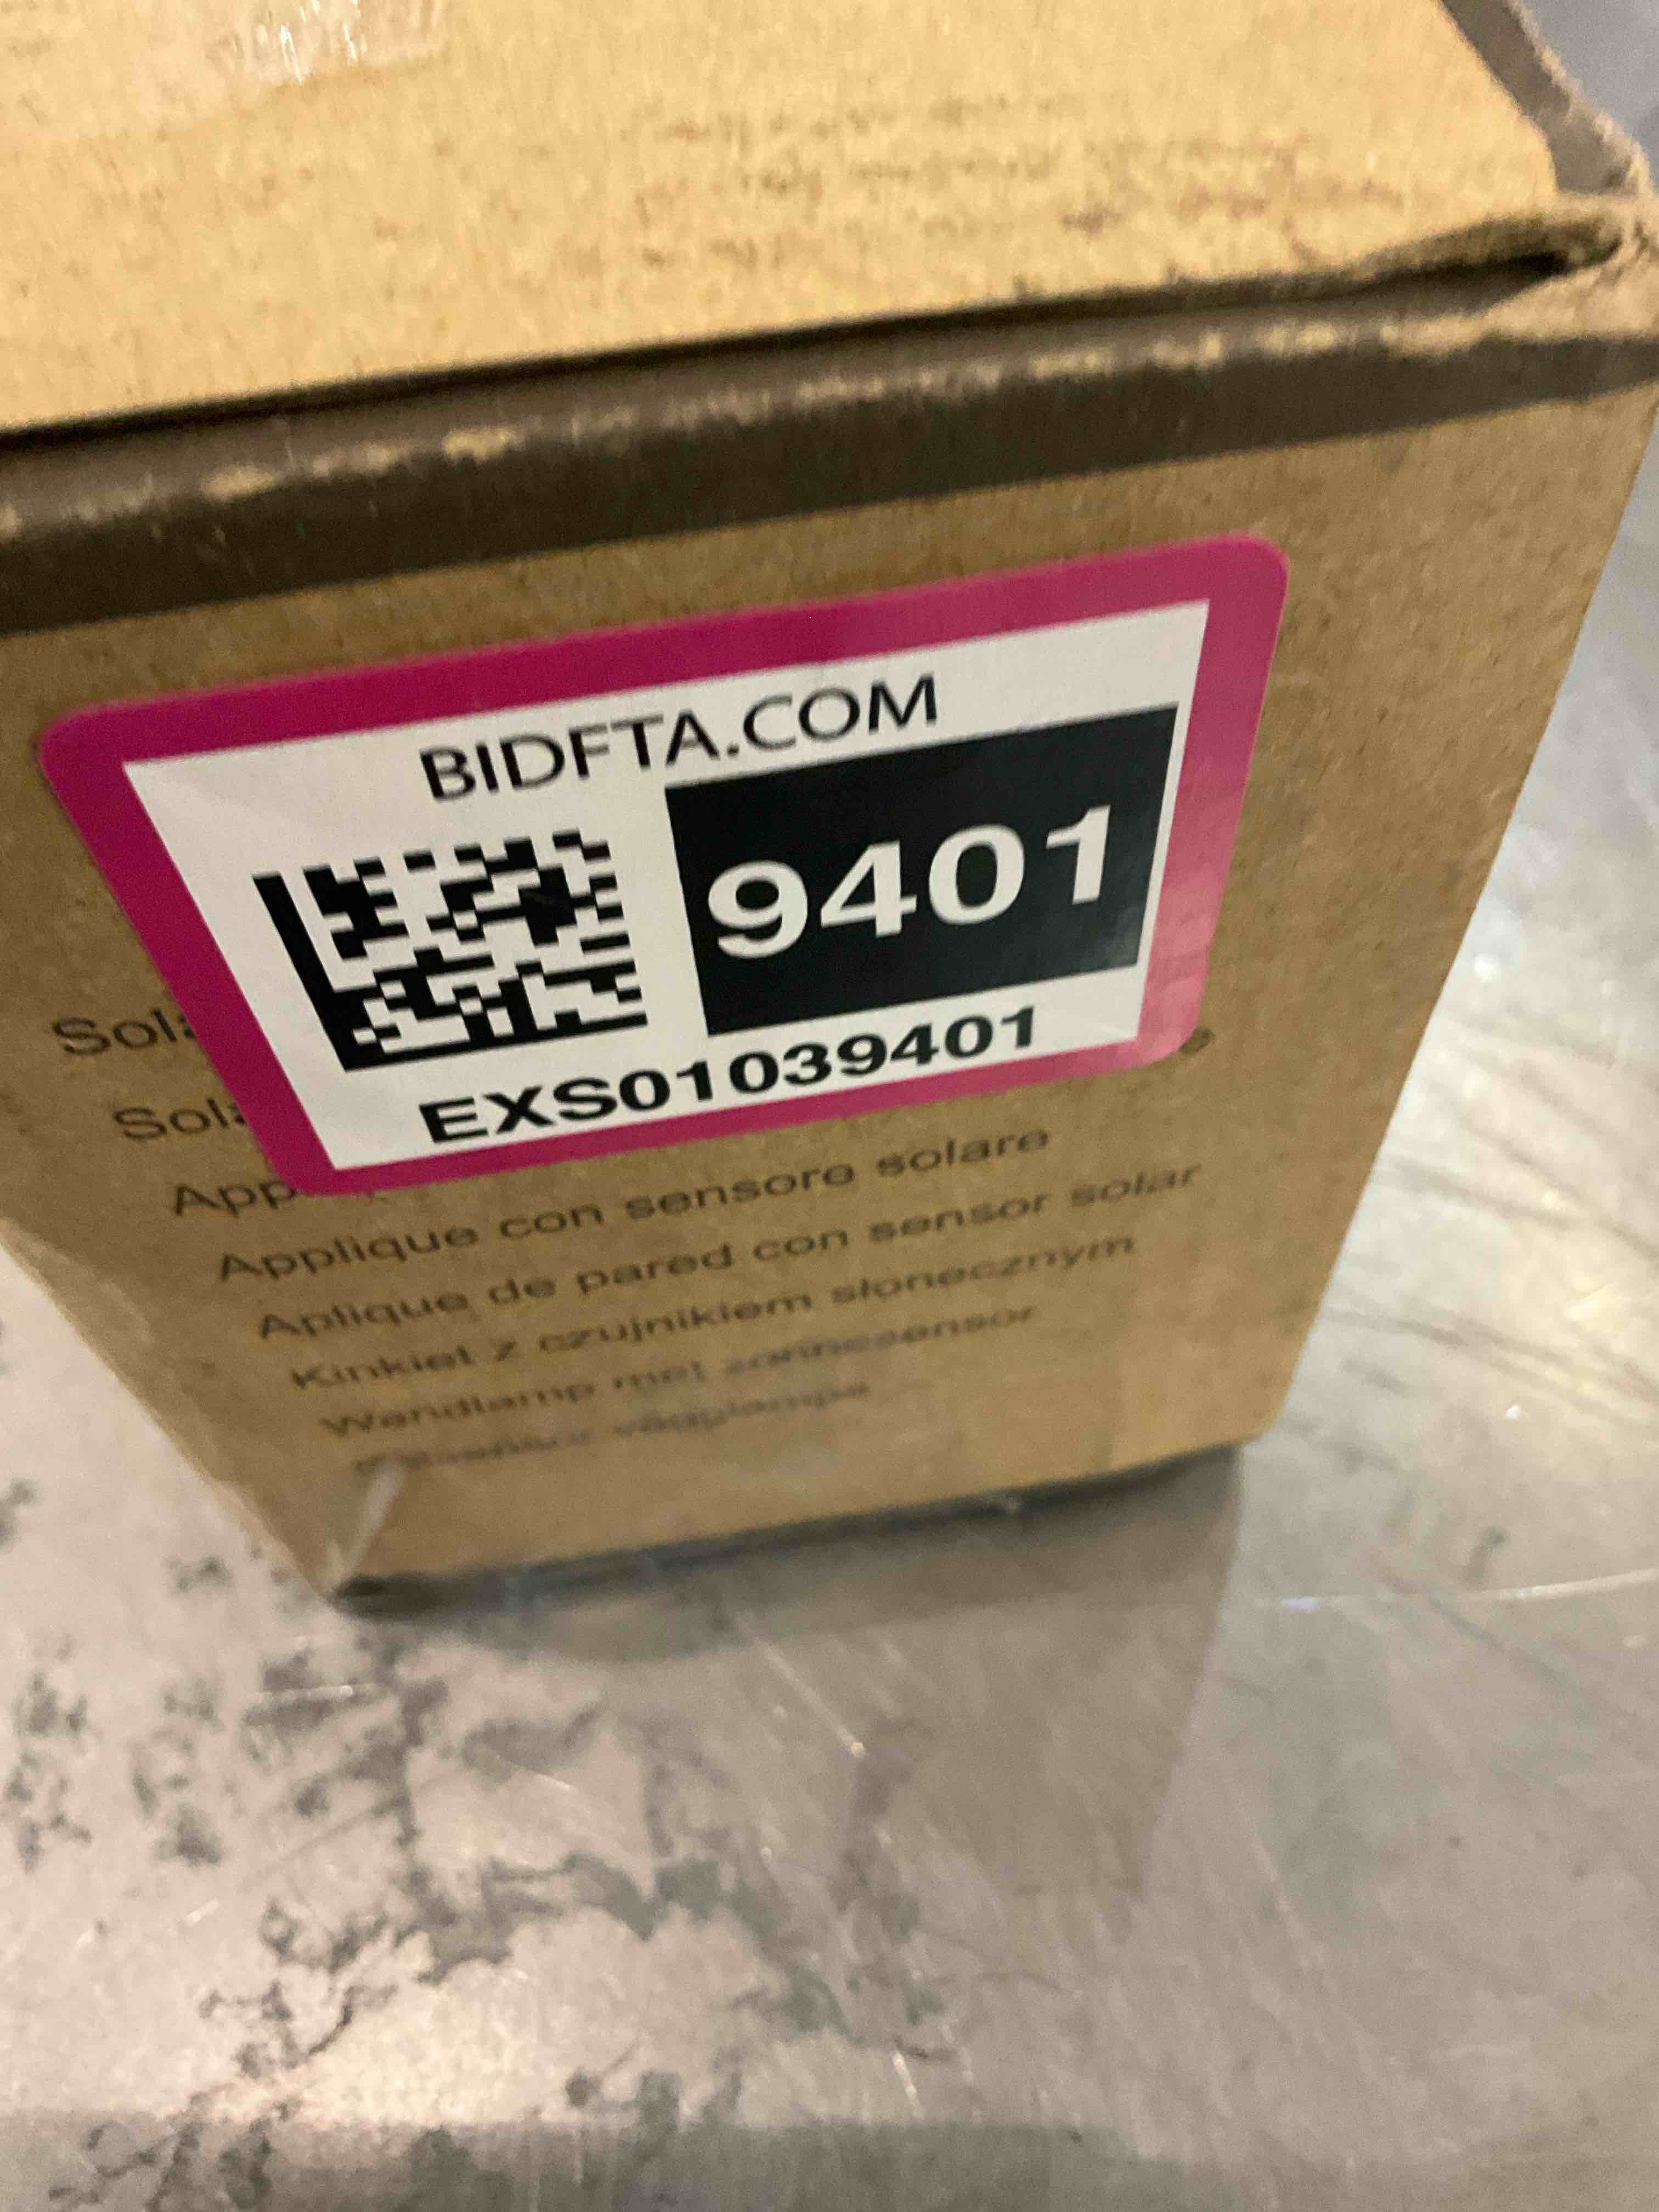 BIDFTA.COM
9401
EXS01039401
Applique con sensore solare
Aplique de pared con sensor solar
Kinkiet z czujnikiem słonecznym
Wandlamp met zonnesensor